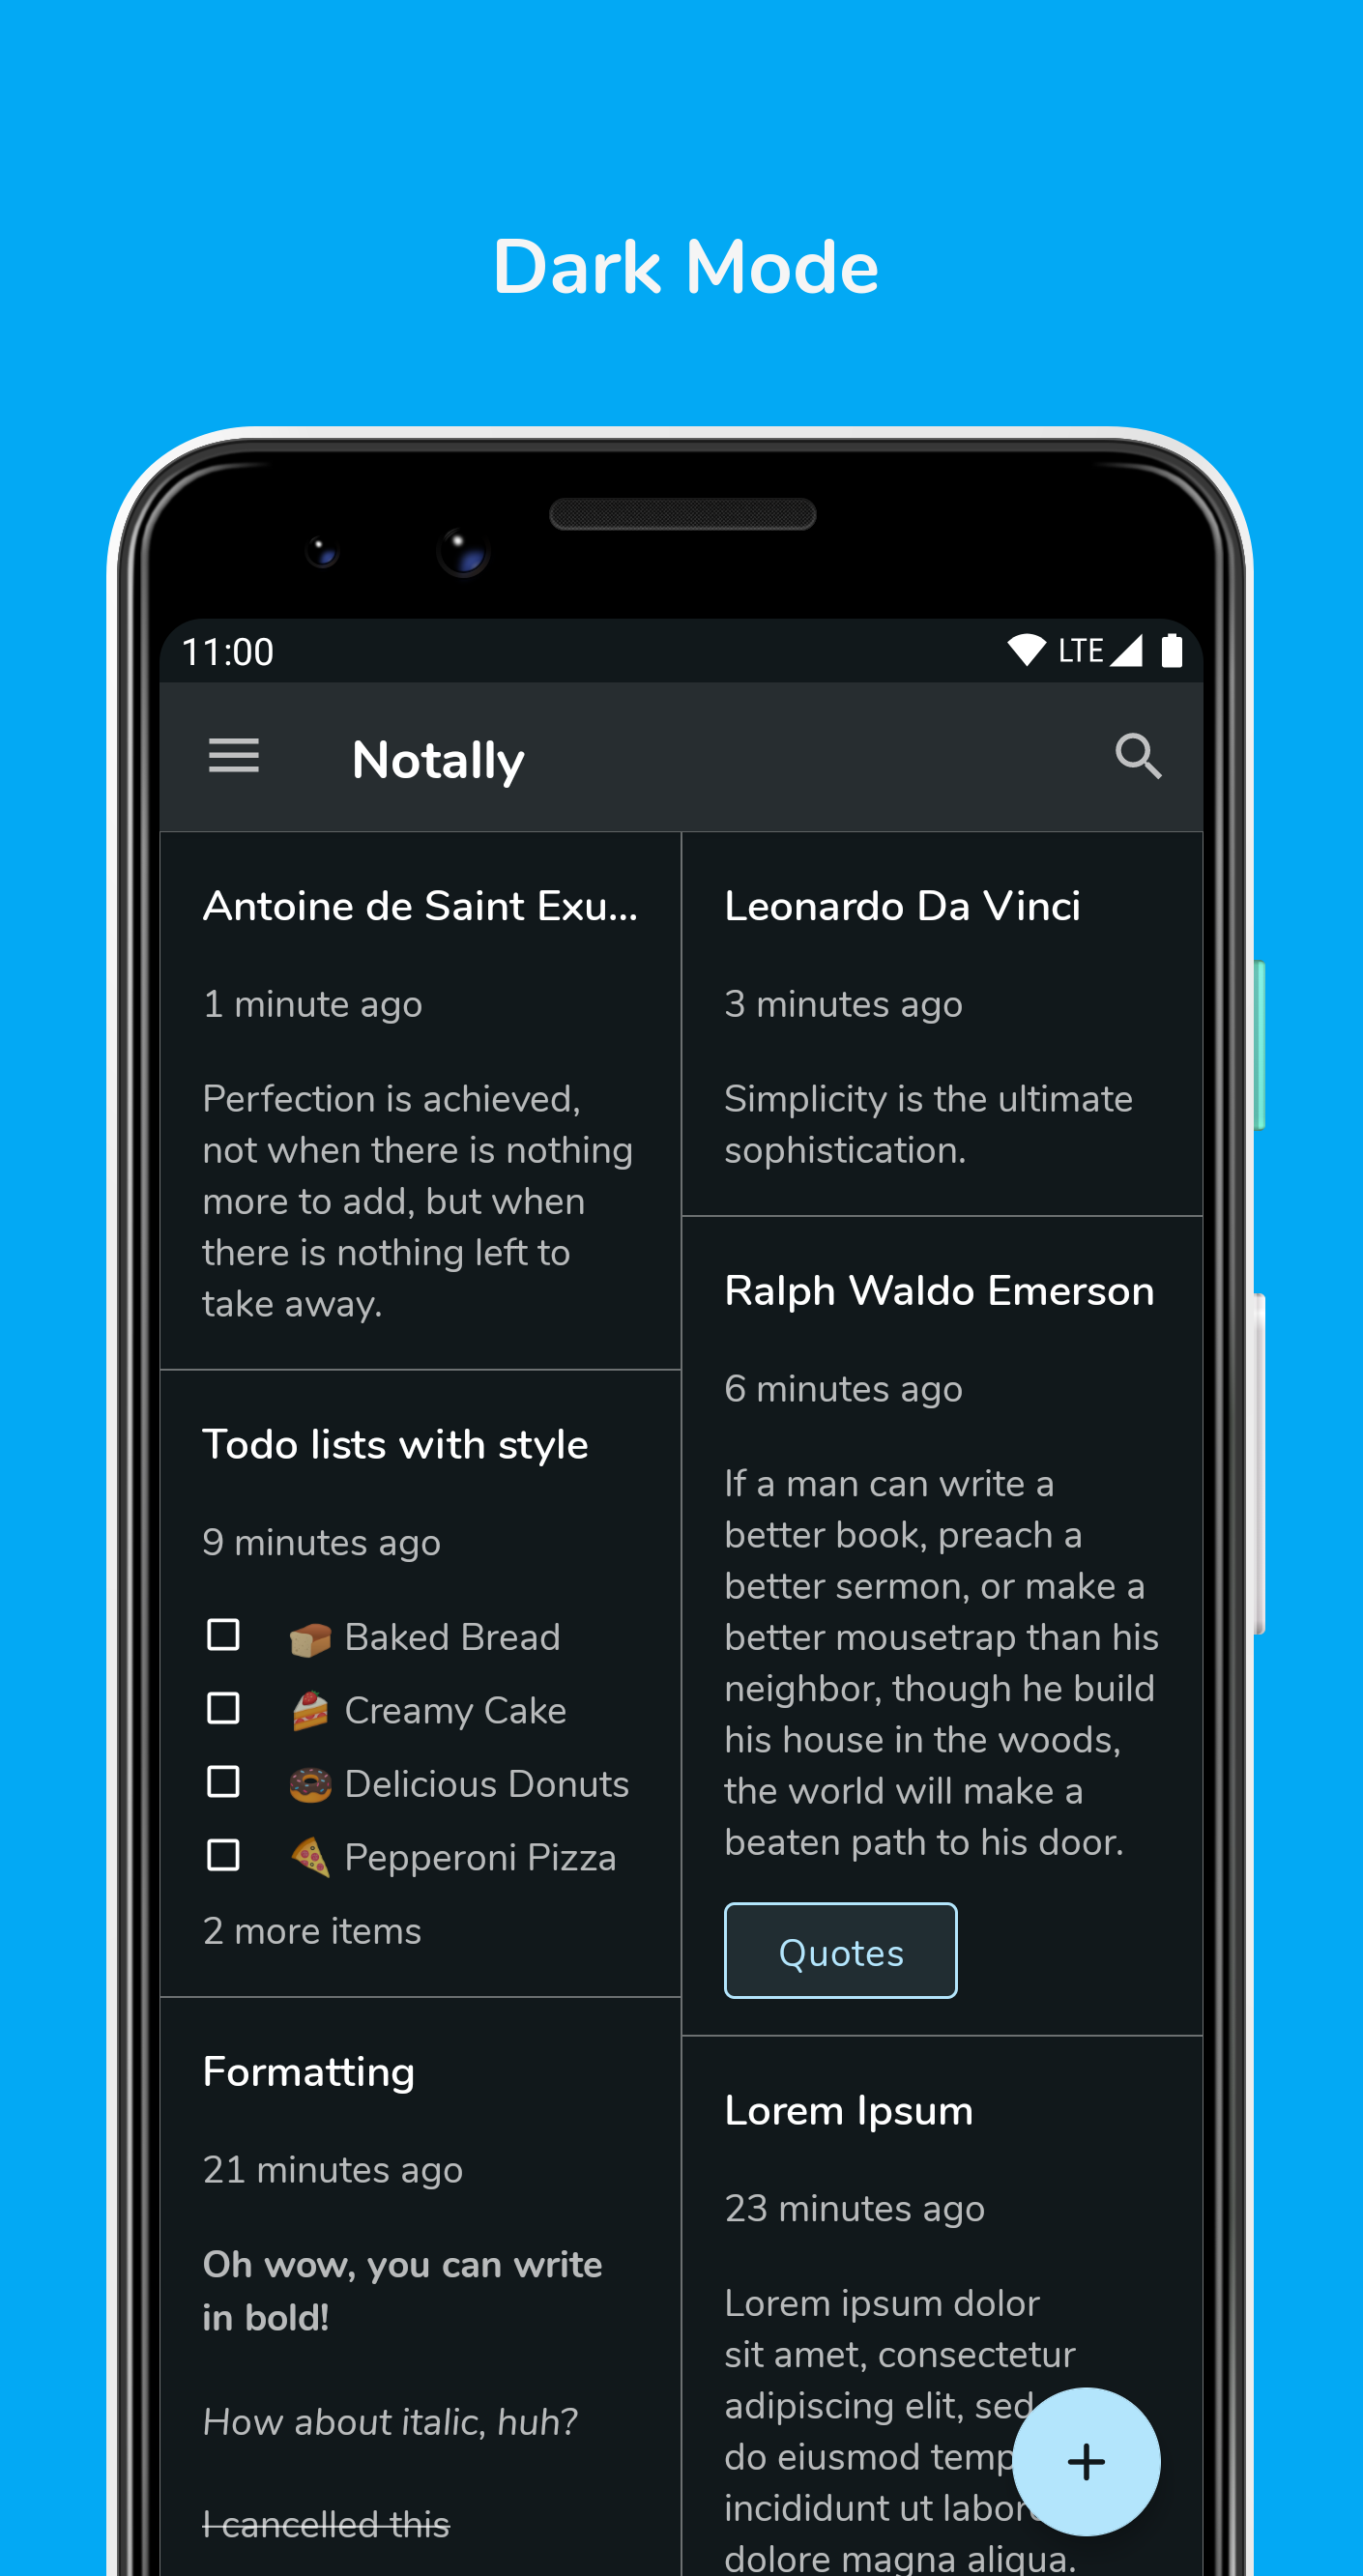 Dark Mode
11:00
LTE
Notally
Antoine de Saint Exu...
1 minute ago
Perfection is achieved,
not when there is nothing
more to add, but when
there is nothing left to
take away.
Todo lists with style
9 minutes ago
Baked Bread
Creamy Cake
Delicious Donuts
Pepperoni Pizza
2 more items
Formatting
21 minutes ago
Oh wow, you can write
in bold!
How about italic, huh?
I cancelled this
Leonardo Da Vinci
3 minutes ago
Simplicity is the ultimate
sophistication.
Ralph Waldo Emerson
6 minutes ago
If a man can write a
better book, preach a
better sermon, or make a
better mousetrap than his
neighbor, though he build
his house in the woods,
the world will make a
beaten path to his door.
Quotes
Lorem Ipsum
23 minutes ago
Lorem ipsum dolor
sit amet, consectetur
adipiscing elit, sed
do eiusmod temp
incididunt ut labore
dolore magna aliqua.